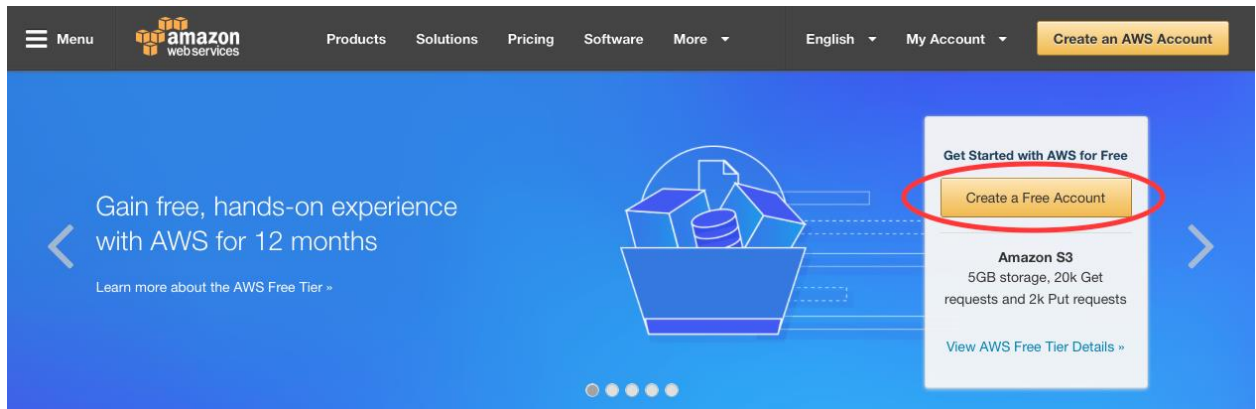 Menu
amazon
webservices
Products Solutions Pricing Software More
English My Account Create an AWS Account
Gain free, hands-on experience
with AWS for 12 months
Learn more about the AWS Free Tier »
Get Started with AWS for Free
Create a Free Account
Amazon S3
5GB storage, 20k Get
requests and 2k Put requests
View AWS Free Tier Details »